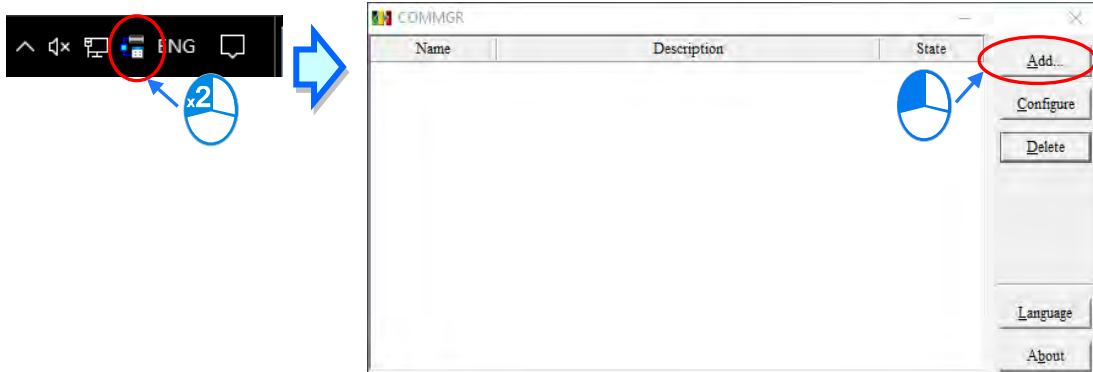 ENG
x2
COMMGR
Name Description State
Add...
Configure
Delete
Language
About